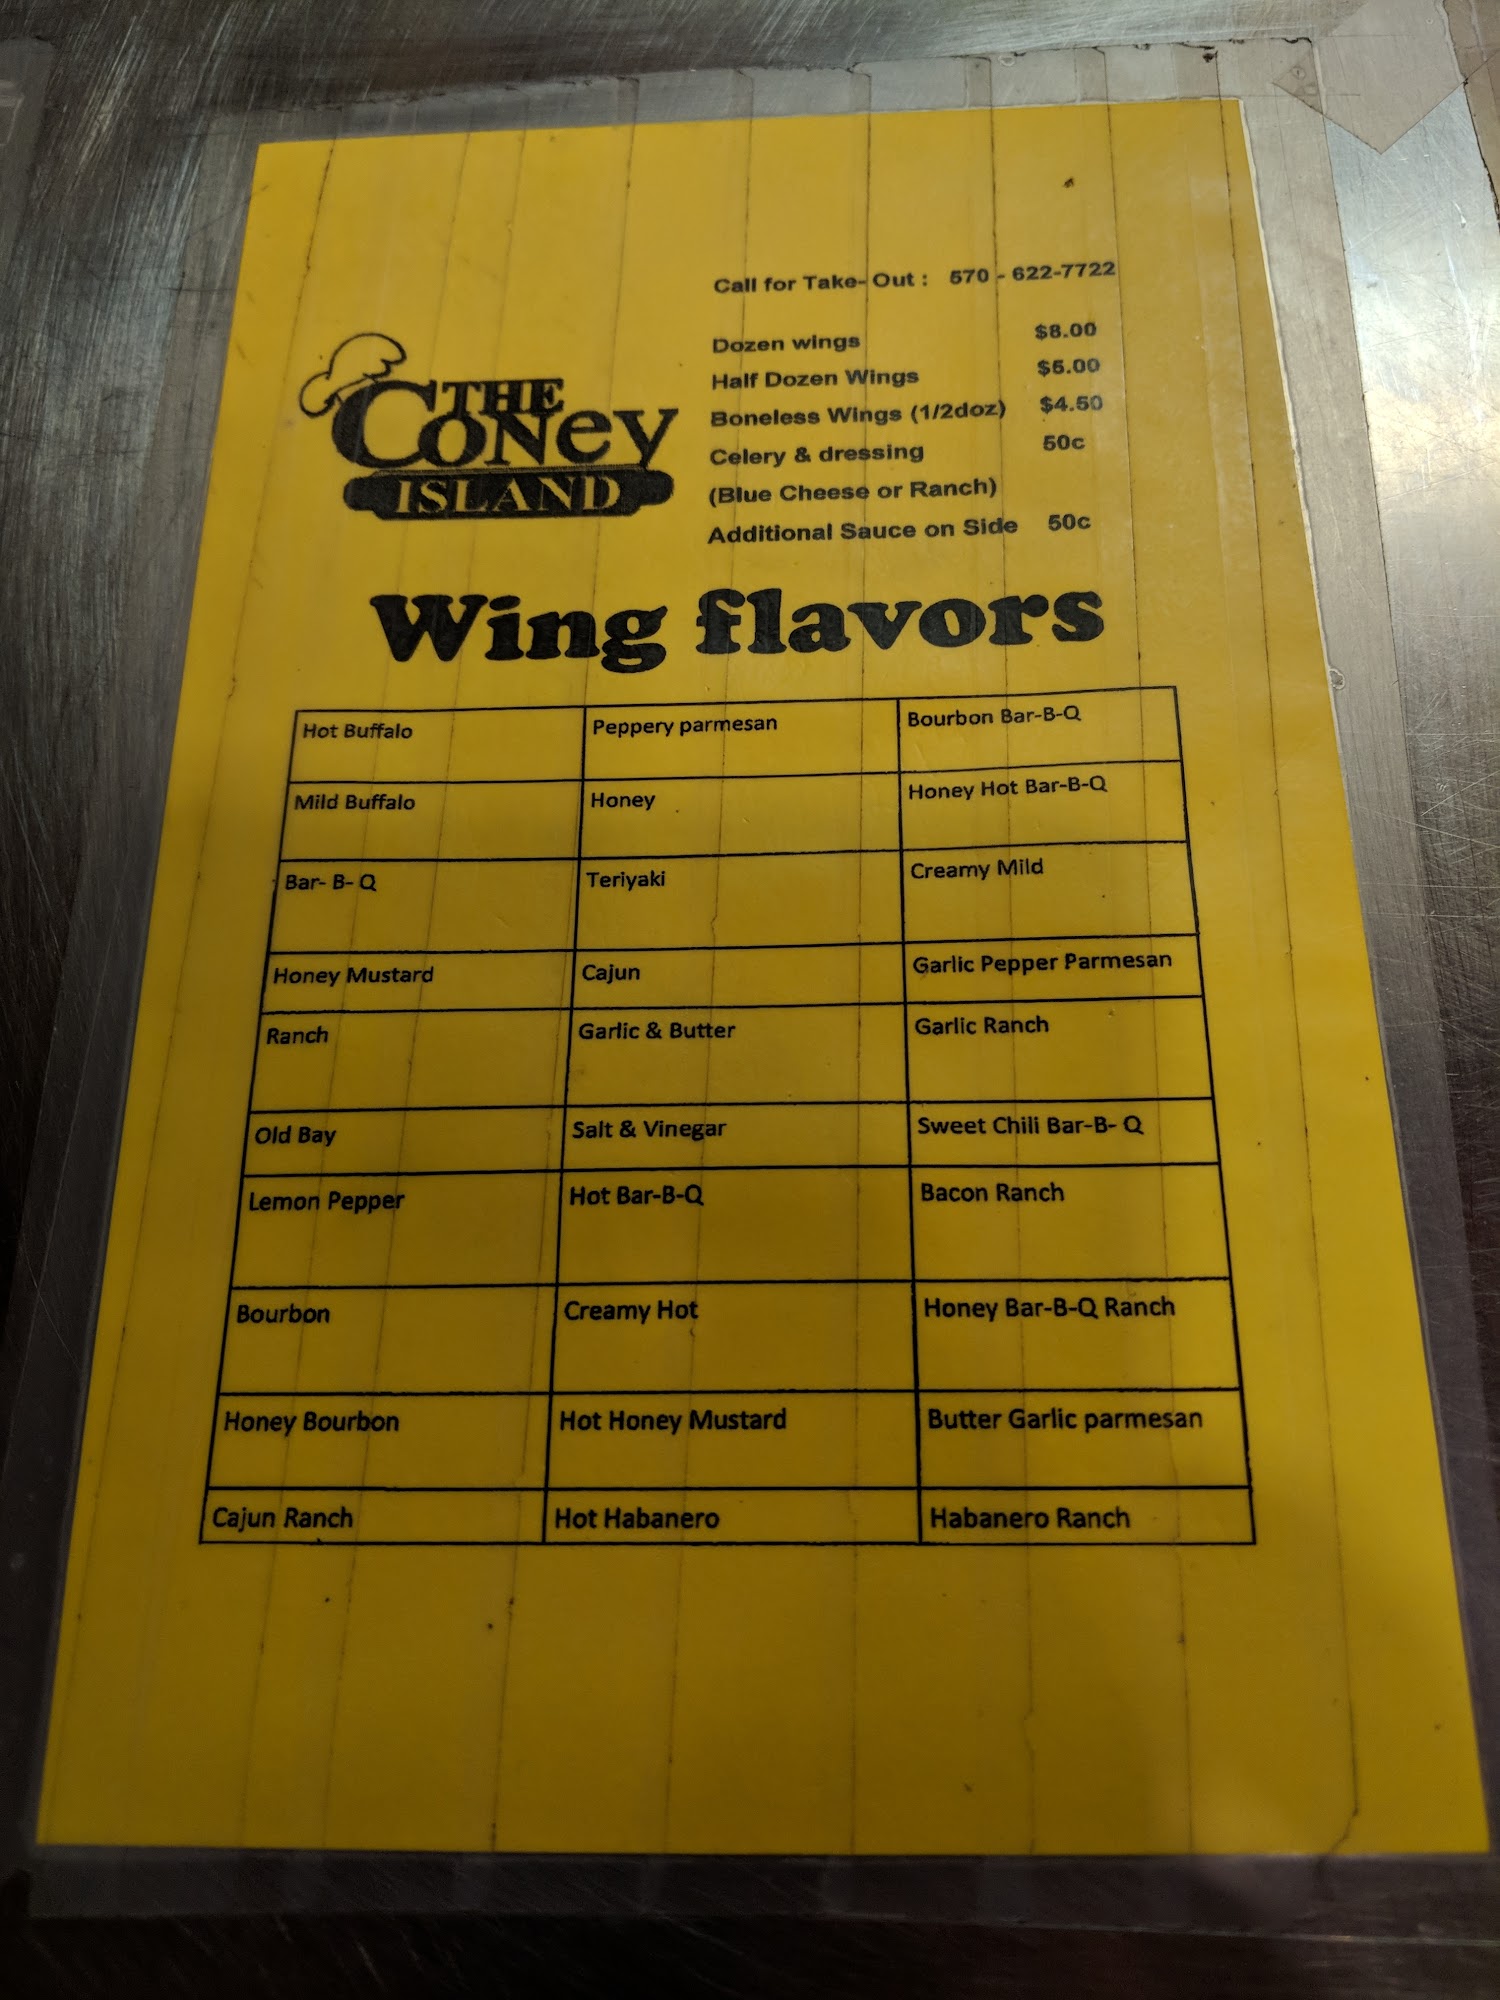 Call for Take- Out : 570 - 622-7722
THE
CONey
ISLAND
Dozen wings $8.00
Half Dozen Wings $5.00
Boneless Wings (1/2doz) $4.50
Celery & dressing 50c
(Blue Cheese or Ranch)
Additional Sauce on Side 50c
Wing flavors
Hot Buffalo Peppery parmesan Bourbon Bar-B-Q
Mild Buffalo Honey Honey Hot Bar-B-Q
Bar- B- Q Teriyaki Creamy Mild
Honey Mustard Cajun Garlic Pepper Parmesan
Ranch Garlic & Butter Garlic Ranch
Old Bay Salt & Vinegar Sweet Chili Bar-B- Q
Lemon Pepper Hot Bar-B-Q Bacon Ranch
Bourbon Creamy Hot Honey Bar-B-Q Ranch
Honey Bourbon Hot Honey Mustard Butter Garlic parmesan
Cajun Ranch Hot Habanero Habanero Ranch